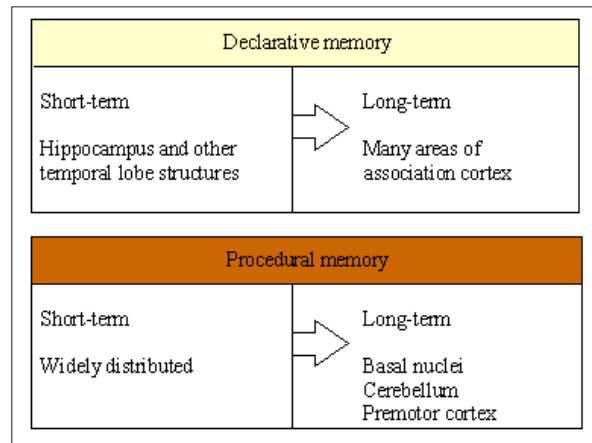 Declarative memory
Short-term
Hippocampus and other
temporal lobe structures
Long-term
Many areas of
association cortex
Procedural memory
Short-term
Widely distributed
Long-term
Basal nuclei
Cerebellum
Premotor cortex